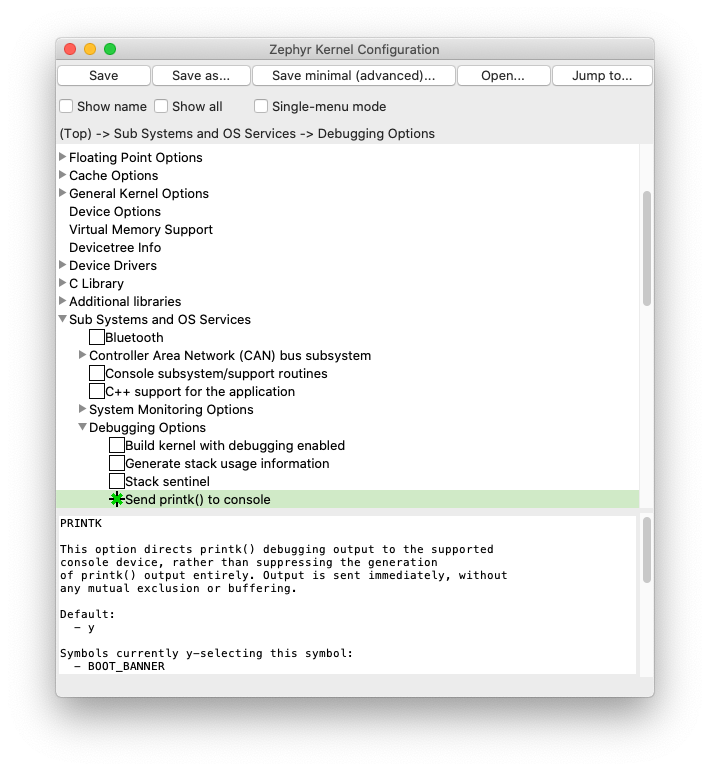 Zephyr Kernel Configuration
Save Save as... Save minimal (advanced)... Open... Jump to...
Show name Show all Single-menu mode
(Top) -> Sub Systems and OS Services -> Debugging Options
Floating Point Options
Cache Options
General Kernel Options
Device Options
Virtual Memory Support
Devicetree Info
Device Drivers
C Library
Additional libraries
Sub Systems and OS Services
Bluetooth
Controller Area Network (CAN) bus subsystem
Console subsystem/support routines
C++ support for the application
System Monitoring Options
Debugging Options
Build kernel with debugging enabled
Generate stack usage information
Stack sentinel
Send printk() to console
PRINTK
This option directs printk() debugging output to the supported
console device, rather than suppressing the generation
of printk() output entirely. Output is sent immediately, without
any mutual exclusion or buffering.
Default:
- y
Symbols currently y-selecting this symbol:
- BOOT_BANNER